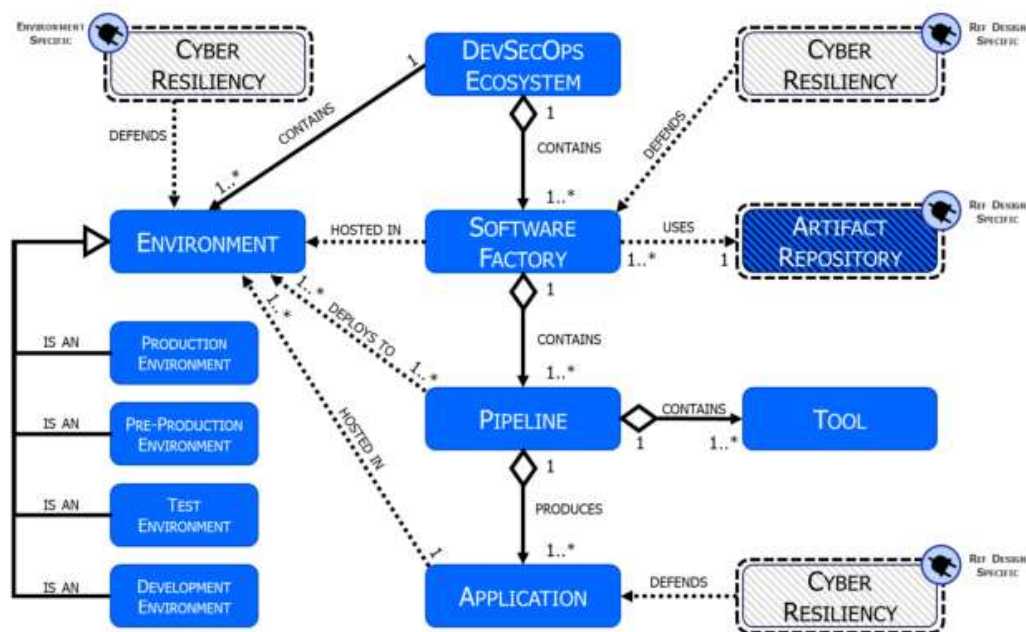 Environment
Specific
Cyber
Resiliency
DevSecOps
Ecosystem
Cyber
Resiliency
Ref Design
Specific
1
1
DEFENDS
CONTAINS
CONTAINS
DEFENDS
1..*
1..*
Environment
HOSTED IN
Software
Factory
USES
1..*
1
Artifact
Repository
Ref Design
Specific
1..*
1..*
DEPLOYS TO
1..*
1
CONTAINS
1..*
IS AN
Production
Environment
HOSTED IN
Pipeline
CONTAINS
1
1..*
Tool
IS AN
Pre-Production
Environment
1
PRODUCES
1..*
IS AN
Test
Environment
1
IS AN
Development
Environment
Application
DEFENDS
Cyber
Resiliency
Ref Design
Specific